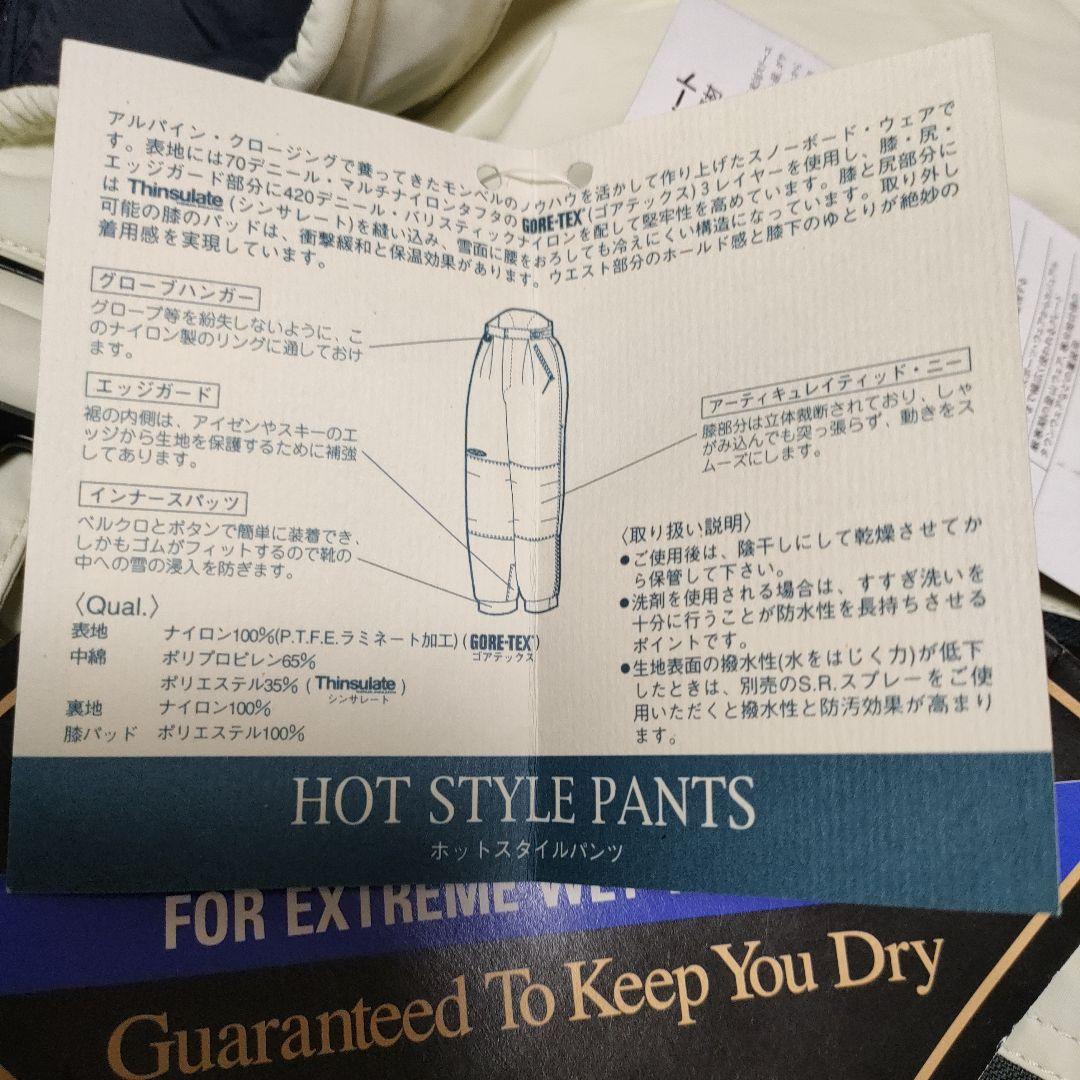 アルパイン・クロージングで養ってきたモンベルのノウハウを活かして作り上げたスノーボード・ウェアで
す。表地には70デニール・マルチナイロンタフタのGORE-TEX(ゴアテックス)3レイヤーを使用し、膝・尻・
エッジガード部分に420デニール・バリスティックナイロンを配して堅牢性を高めています。膝と尻部分に
は Thinsulate (シンサレート)を縫い込み、雪面に腰をおろしても冷えにくい構造になっています。取り外し
可能の膝のパッドは、衝撃緩和と保温効果があります。ウエスト部分のホールド感と膝下のゆとりが絶妙の
着用感を実現しています。
グローブハンガー
グローブ等を紛失しないように、こ
のナイロン製のリングに通しておけ
ます。
エッジガード
裾の内側は、アイゼンやスキーのエ
ッジから生地を保護するために補強
してあります。
インナースパッツ
ベルクロとボタンで簡単に装着でき、
しかもゴムがフィットするので靴の
中への雪の浸入を防ぎます。
アーティキュレイティッド・ニー
膝部分は立体裁断されており、しゃ
がみ込んでも突っ張らず、動きをス
ムーズにします。
〈Qual.〉
表地 ナイロン100%(P.T.F.E.ラミネート加工)(GORE-TEX)
ゴアテックス
中綿 ポリプロピレン65%
ポリエステル35% (Thinsulate)
シンサレート
裏地 ナイロン100%
膝パッド ポリエステル100%
〈取り扱い説明〉
●ご使用後は、陰干しにして乾燥させてか
ら保管して下さい。
●洗剤を使用される場合は、すすぎ洗いを
十分に行うことが防水性を長持ちさせる
ポイントです。
●生地表面の撥水性(水をはじく力)が低下
したときは、別売のS.R.スプレーをご使
用いただくと撥水性と防汚効果が高まり
ます。
HOT STYLE PANTS
ホットスタイルパンツ
FOR EXTREME WET
Guaranteed To Keep You Dry